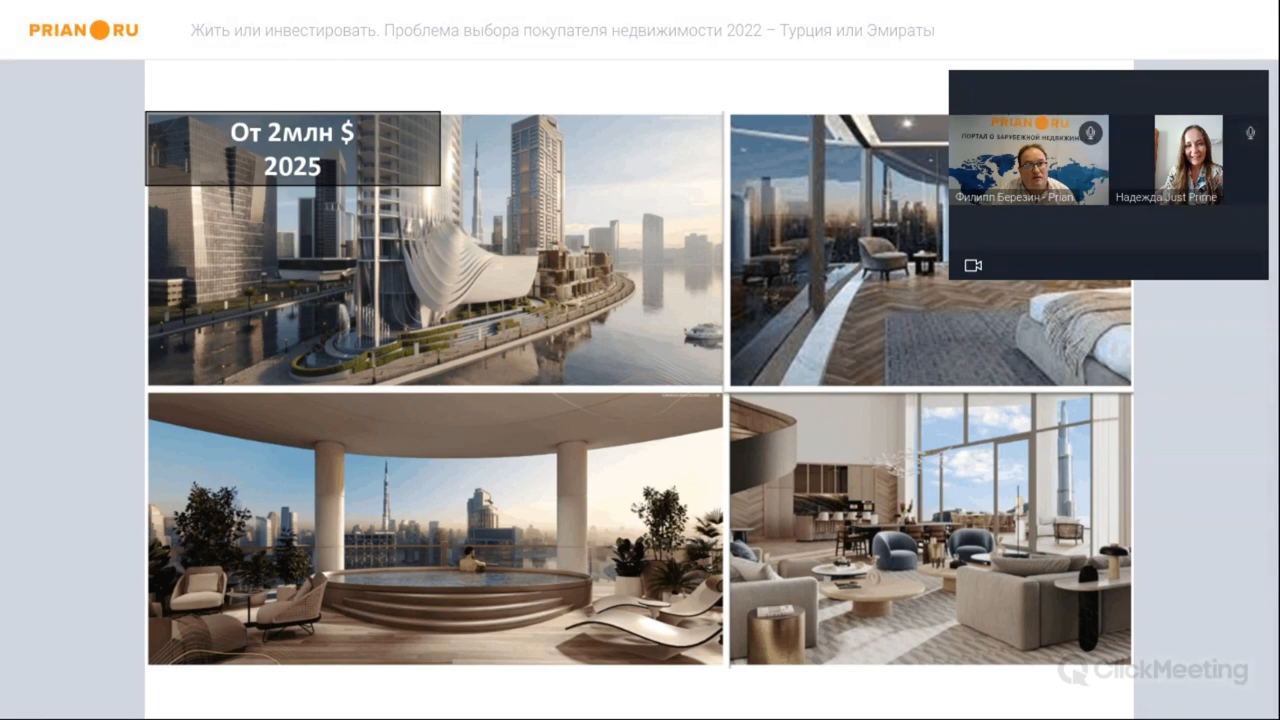 PRIAN RU
Жить или инвестировать. Проблема выбора покупателя недвижимости 2022 – Турция или Эмираты
От 2млн $
2025
PRIAN RU
ПОРТАЛ О ЗАРУБЕЖНОЙ НЕДВИЖИМ
Филипп Березин - Prian
Надежда Just Prime
ClickMeeting